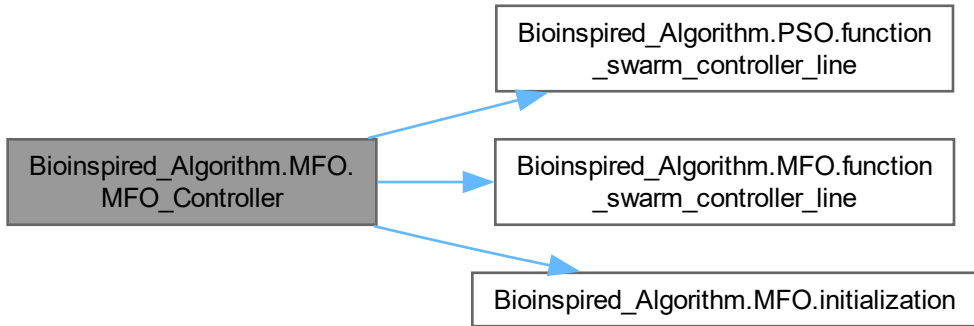 Bioinspired_Algorithm.MFO.
MFO_Controller
Bioinspired_Algorithm.PSO.function
_swarm_controller_line
Bioinspired_Algorithm.MFO.function
_swarm_controller_line
Bioinspired_Algorithm.MFO.initialization